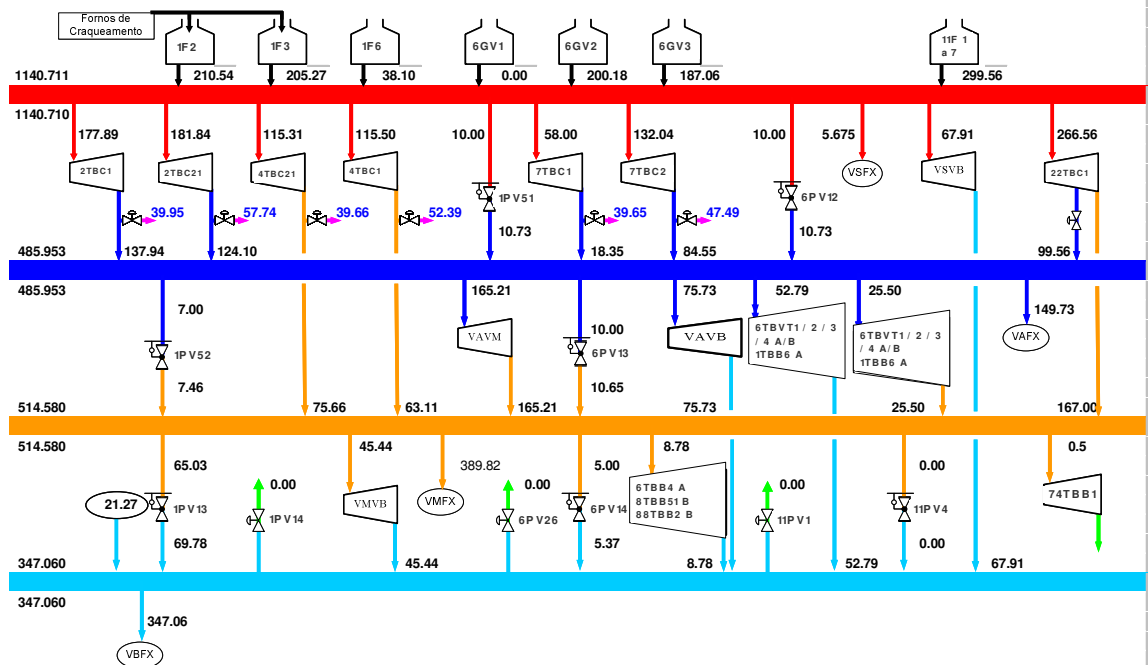 Fornos de
Craqueamento
1F2
1F3
1F6
6GV1
6GV2
6GV3
11F 1
a 7
1140.711
210.54
205.27
38.10
0.00
200.18
187.06
299.56
1140.710
177.89
181.84
115.31
115.50
10.00
58.00
132.04
10.00
5.675
67.91
266.56
2TBC1
2TBC21
4TBC21
4TBC1
1PV51
7TBC1
7TBC2
6PV12
VSFX
VSVB
22TBC1
39.95
57.74
39.66
52.39
39.65
47.49
10.73
10.73
485.953
137.94
124.10
18.35
84.55
99.56
485.953
7.00
165.21
10.00
75.73
52.79
25.50
149.73
1PV52
VAVM
6PV13
VAVB
6TBVT1 / 2 / 3
/ 4 A/B
1TBB6 A
6TBVT1 / 2 / 3
/ 4 A/B
1TBB6 A
VAFX
7.46
10.65
514.580
75.66
63.11
165.21
75.73
25.50
167.00
514.580
65.03
45.44
389.82
5.00
8.78
0.00
0.5
21.27
1PV13
0.00
1PV14
VMVB
VMFX
0.00
6PV26
6PV14
6TBB4 A
8TBB51 B
88TBB2 B
0.00
11PV1
11PV4
74TBB1
69.78
5.37
0.00
347.060
45.44
8.78
52.79
67.91
347.060
347.06
VBFX